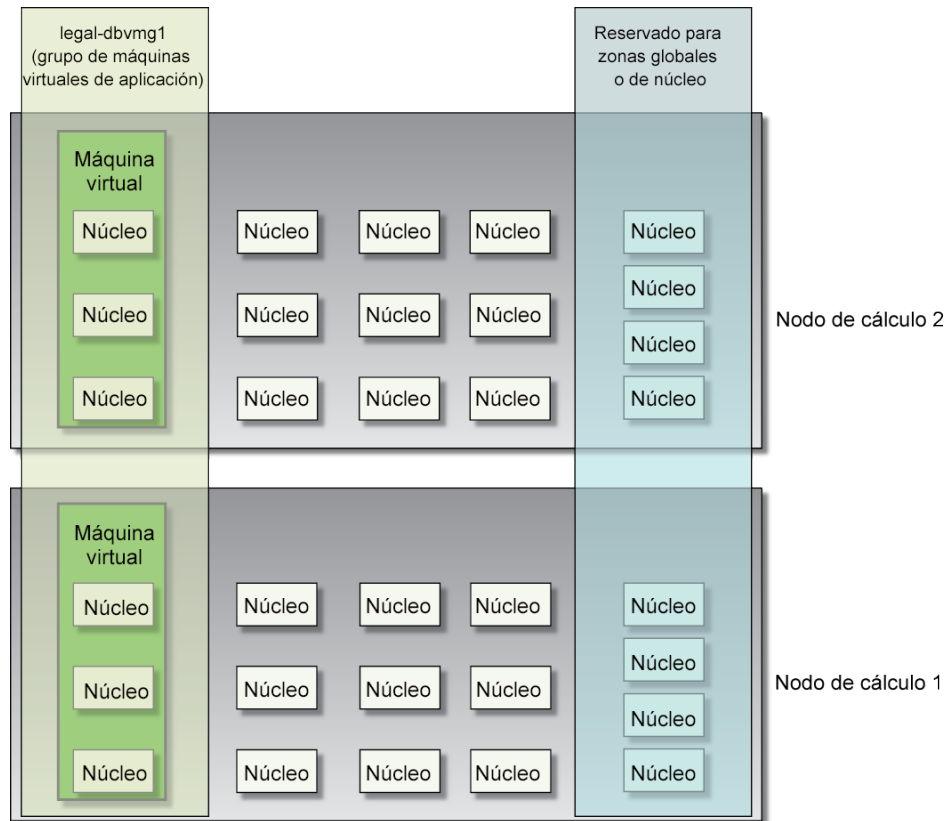 legal-dbvmg1
(grupo de máquinas
virtuales de aplicación)
Reservado para
zonas globales
o de núcleo
Máquina
virtual
Núcleo Núcleo Núcleo Núcleo Núcleo
Núcleo
Núcleo Núcleo Núcleo Núcleo
Núcleo
Núcleo Núcleo Núcleo Núcleo Núcleo
Nodo de cálculo 2
Máquina
virtual
Núcleo Núcleo Núcleo Núcleo Núcleo
Núcleo
Núcleo Núcleo Núcleo Núcleo
Núcleo
Núcleo Núcleo Núcleo Núcleo Núcleo
Nodo de cálculo 1